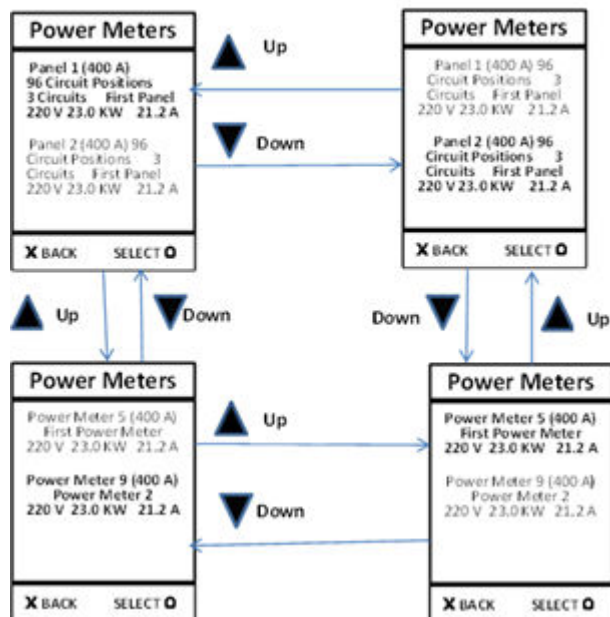 Power Meters
Panel 1 (400 A)
96 Circuit Positions
3 Circuits First Panel
220 V 23.0 KW 21.2 A
Panel 2 (400 A) 96
Circuit Positions 3
Circuits First Panel
220 V 23.0 KW 21.2 A
X BACK SELECT O
Up
Down
Power Meters
Panel 1 (400 A) 96
Circuit Positions 3
Circuits First Panel
220 V 23.0 KW 21.2 A
Panel 2 (400 A) 96
Circuit Positions 3
Circuits First Panel
220 V 23.0 KW 21.2 A
X BACK SELECT O
Up
Down
Down
Up
Power Meters
Power Meter 5 (400 A)
First Power Meter
220 V 23.0 KW 21.2 A
Power Meter 9 (400 A)
Power Meter 2
220 V 23.0 KW 21.2 A
X BACK SELECT O
Up
Down
Power Meters
Power Meter 5 (400 A)
First Power Meter
220 V 23.0 KW 21.2 A
Power Meter 9 (400 A)
Power Meter 2
220 V 23.0 KW 21.2 A
X BACK SELECT O